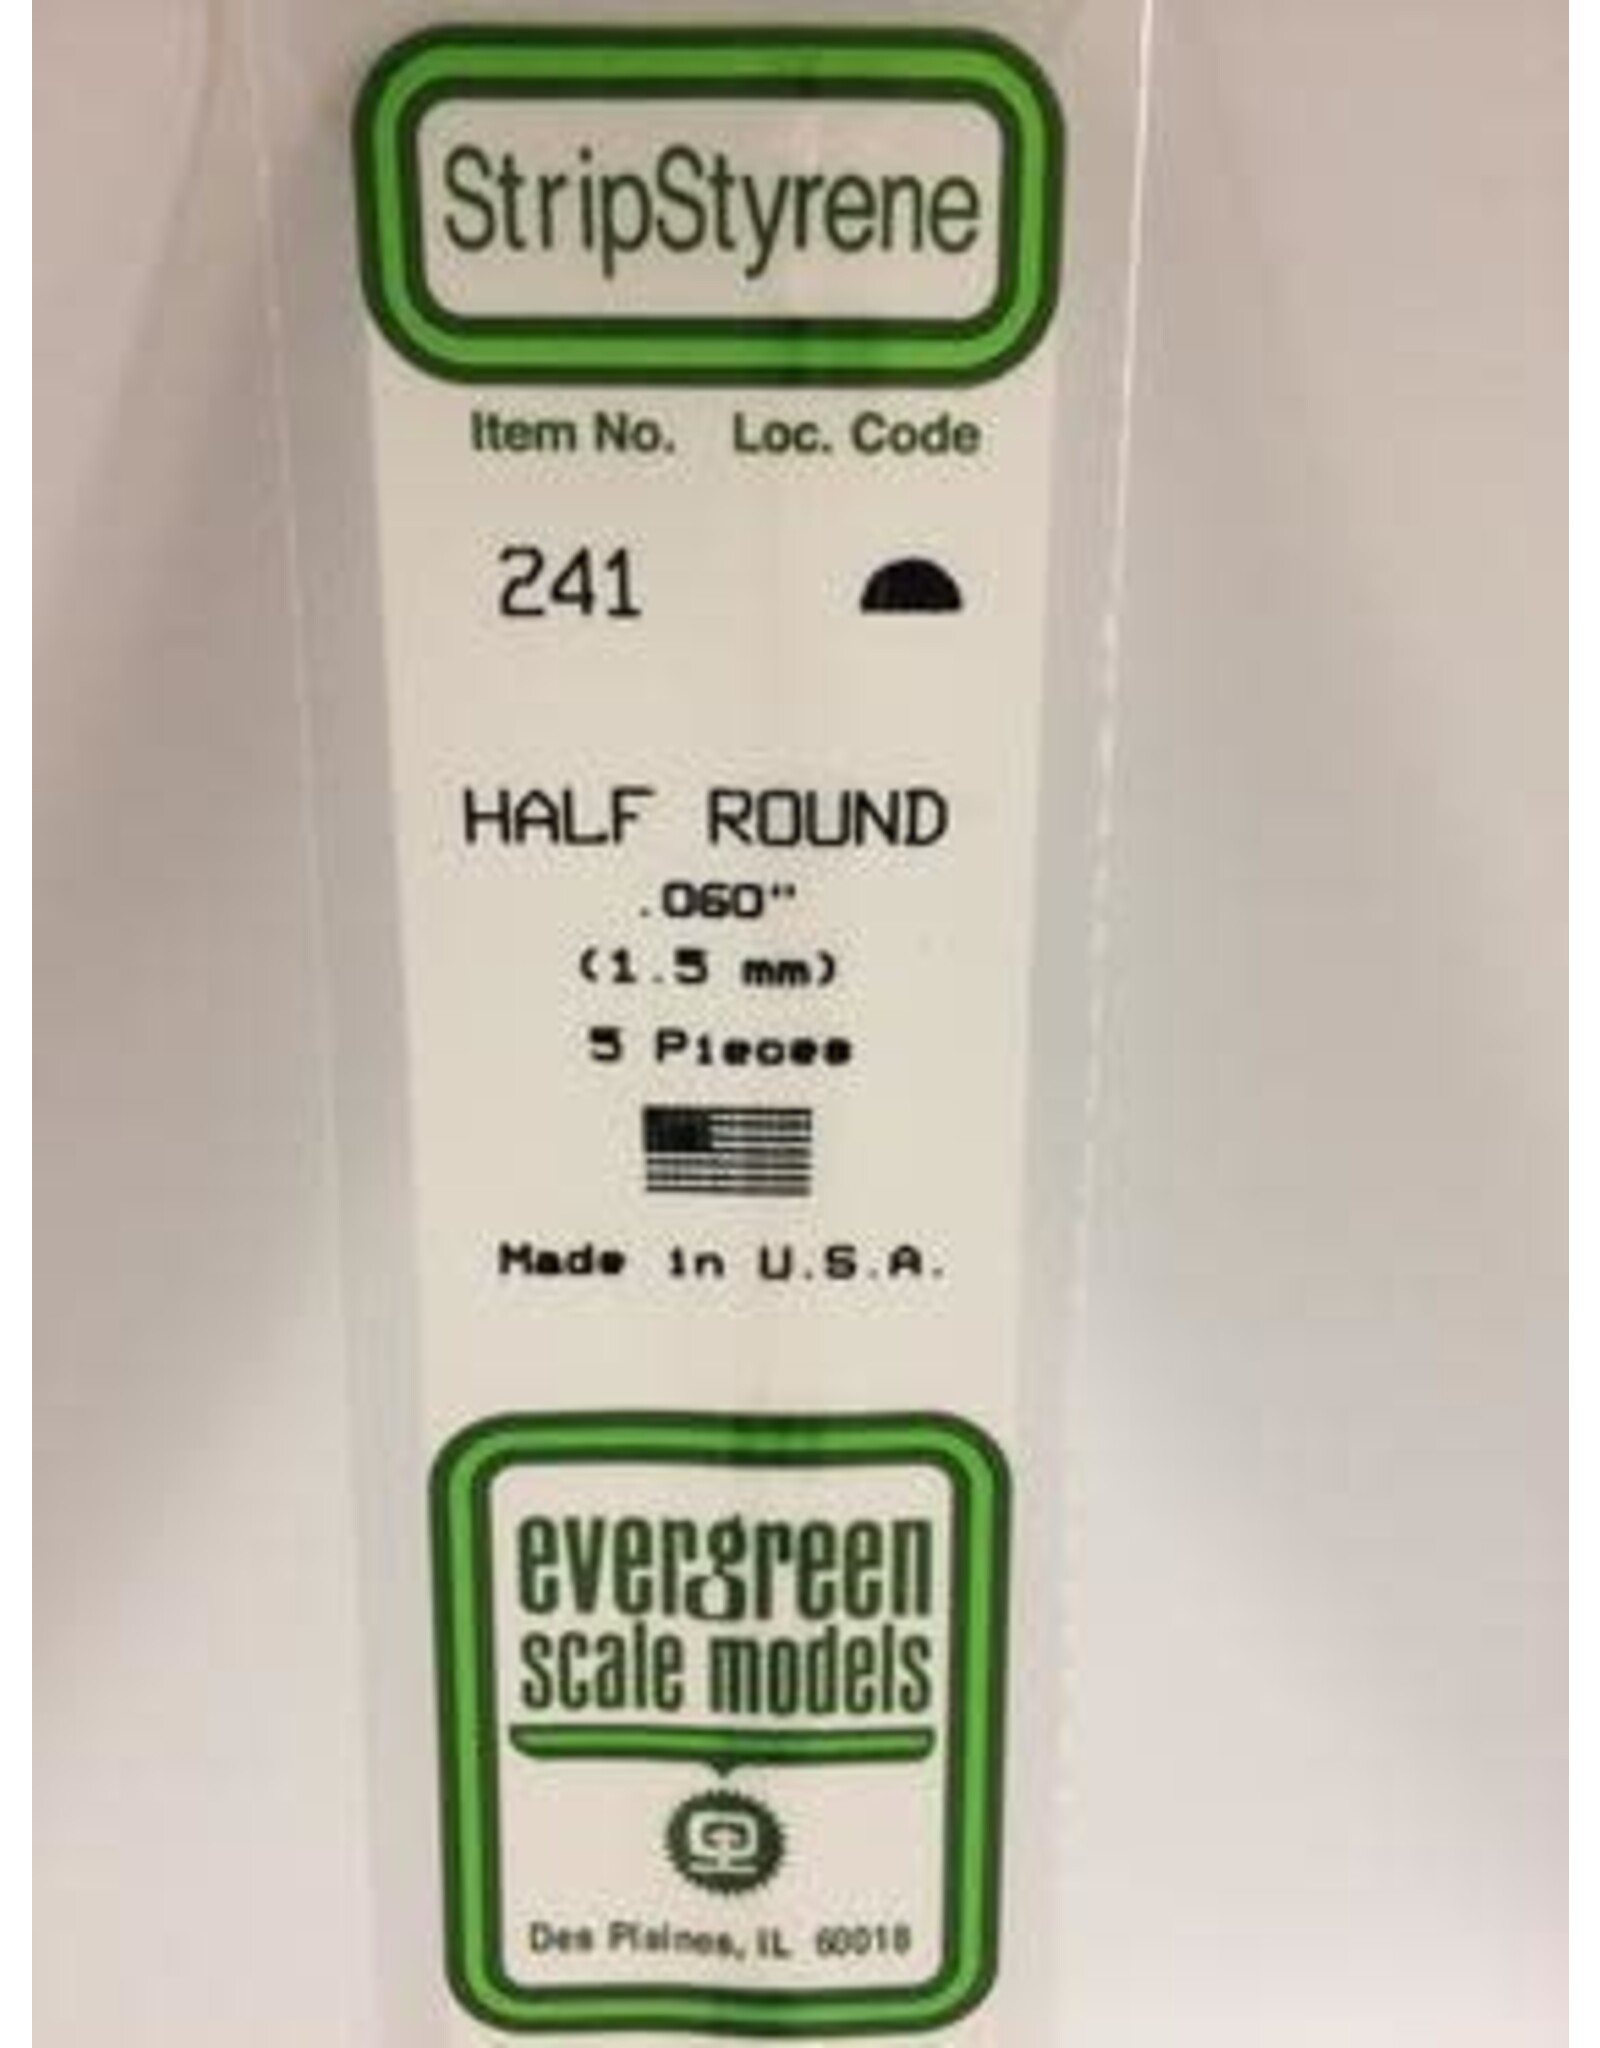 StripStyrene
Item No. Loc. Code
241
HALF ROUND
.060"
(1.5 mm)
5 Pieces
Made in U.S.A.
evergreen
scale models
Des Plaines, IL 60018